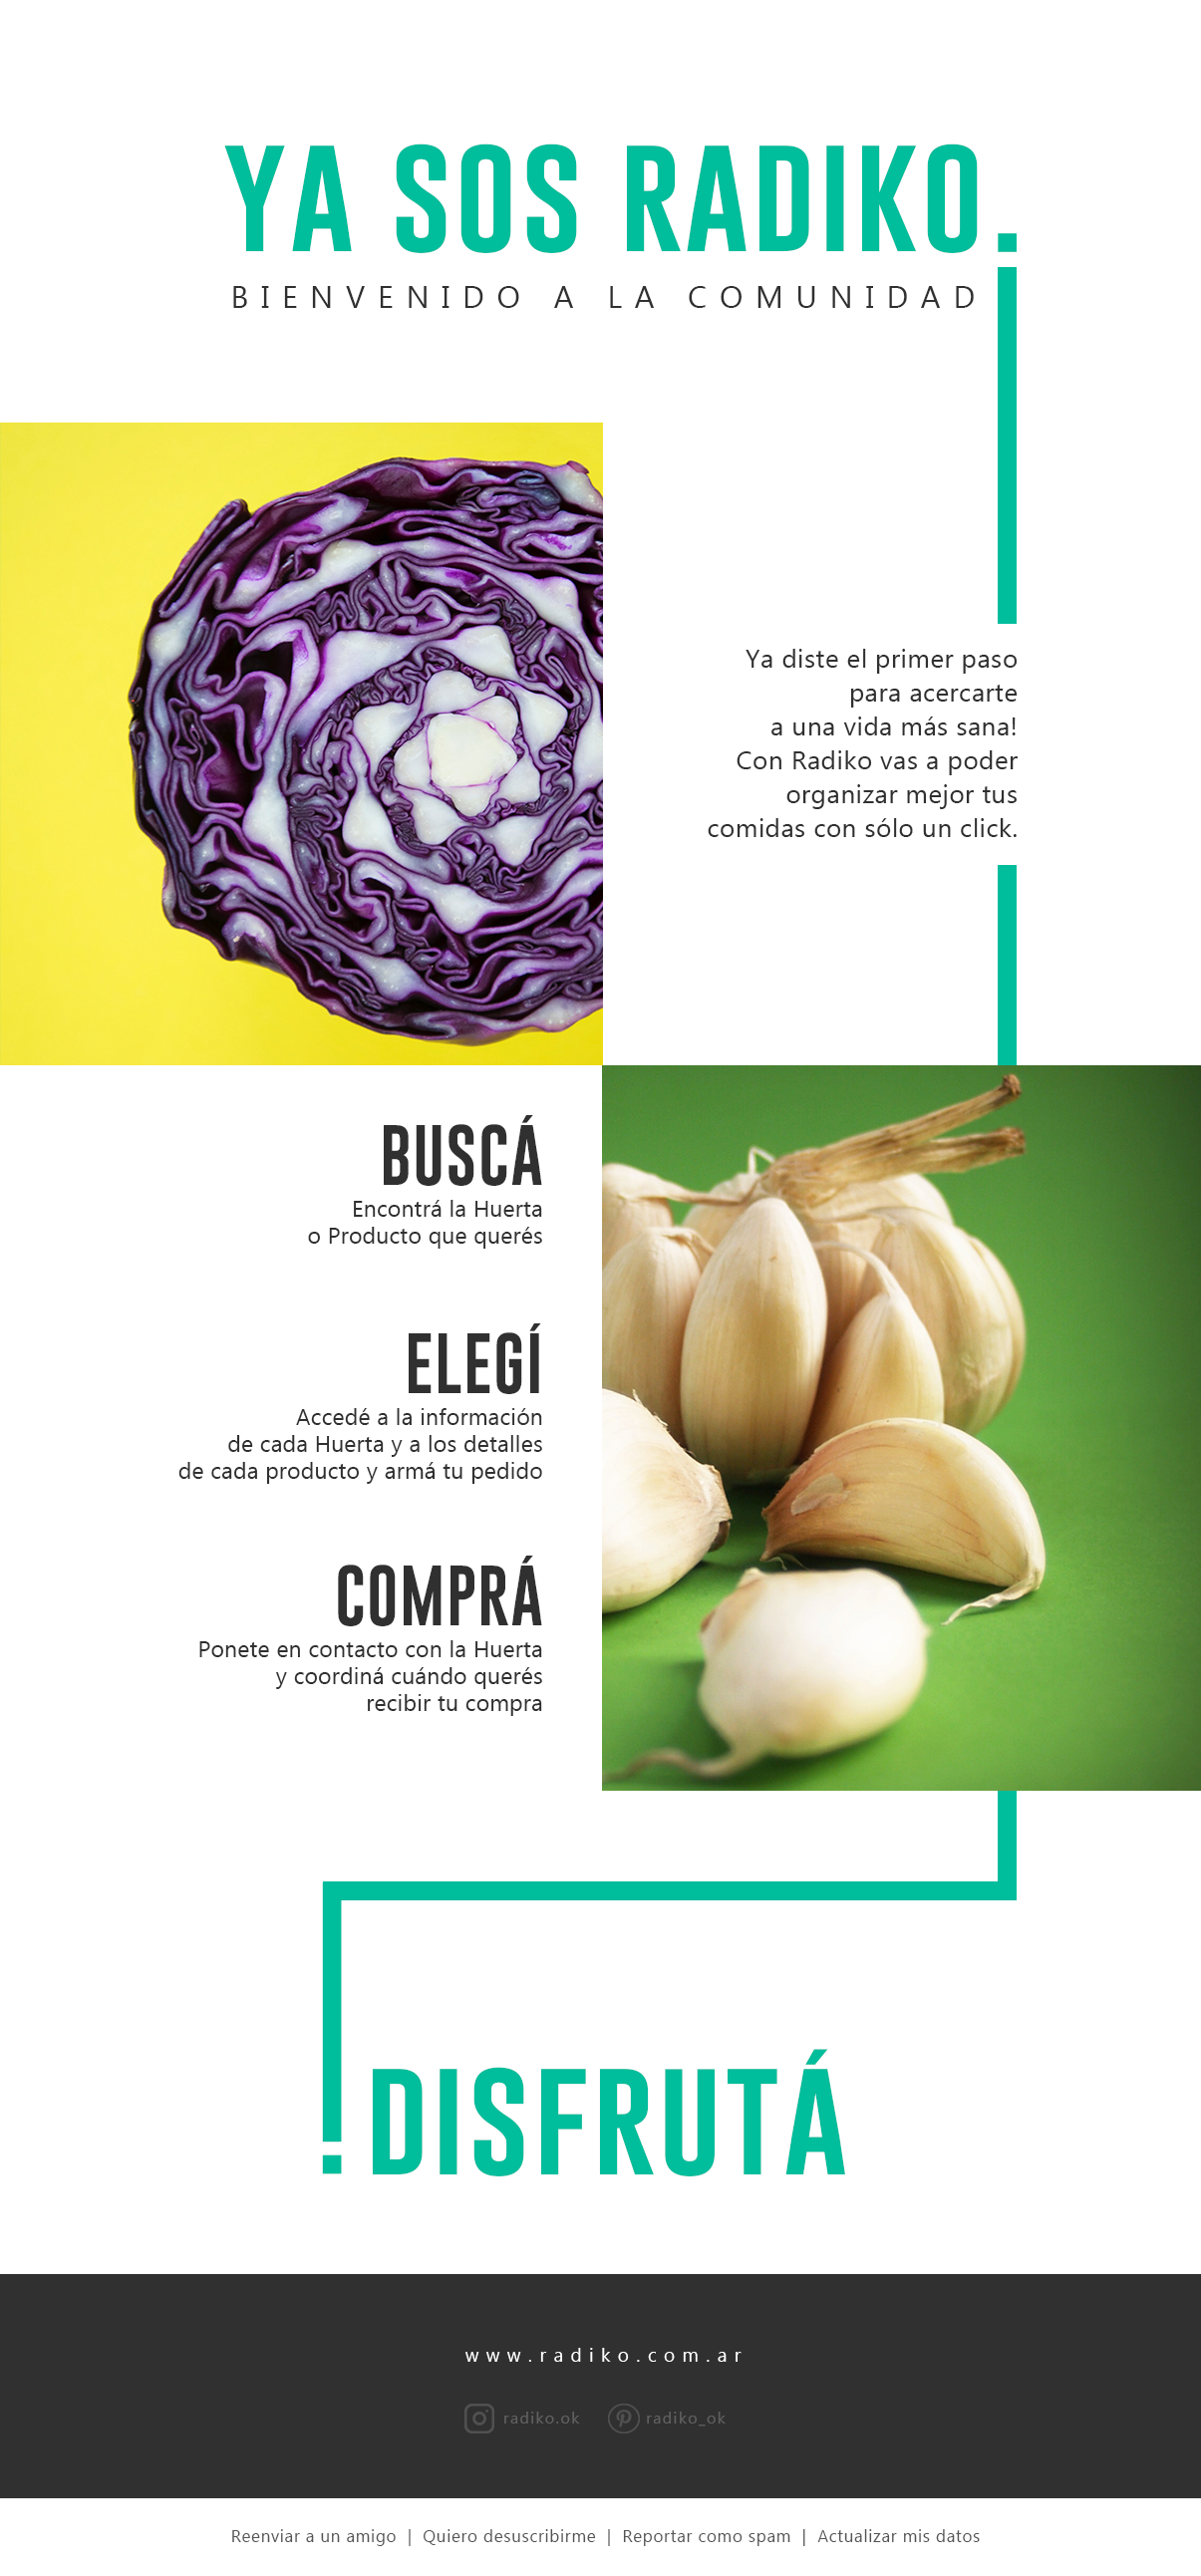 YA SOS RADIKO.
BIENVENIDO A LA COMUNIDAD
Ya diste el primer paso
para acercarte
a una vida más sana!
Con Radiko vas a poder
organizar mejor tus
comidas con sólo un click.
BUSCÁ
Encontrá la Huerta
o Producto que querés
ELEGÍ
Accedé a la información
de cada Huerta y a los detalles
de cada producto y armá tu pedido
COMPRÁ
Ponete en contacto con la Huerta
y coordiná cuándo querés
recibir tu compra
!DISFRUTÁ
www.radiko.com.ar
radiko.ok radiko_ok
Reenviar a un amigo | Quiero desuscribirme | Reportar como spam | Actualizar mis datos